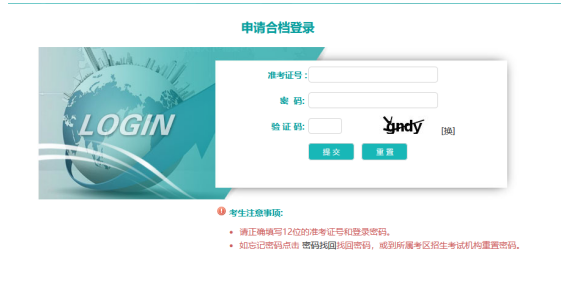 申请合档登录
LOGIN
准考证号:
密 码:
验 证 码:
[换]
提 交 重 置
考生注意事项:
请正确填写12位的准考证号和登录密码。
如忘记密码点击 密码找回找回密码，或到所属考区招生考试机构重置密码。